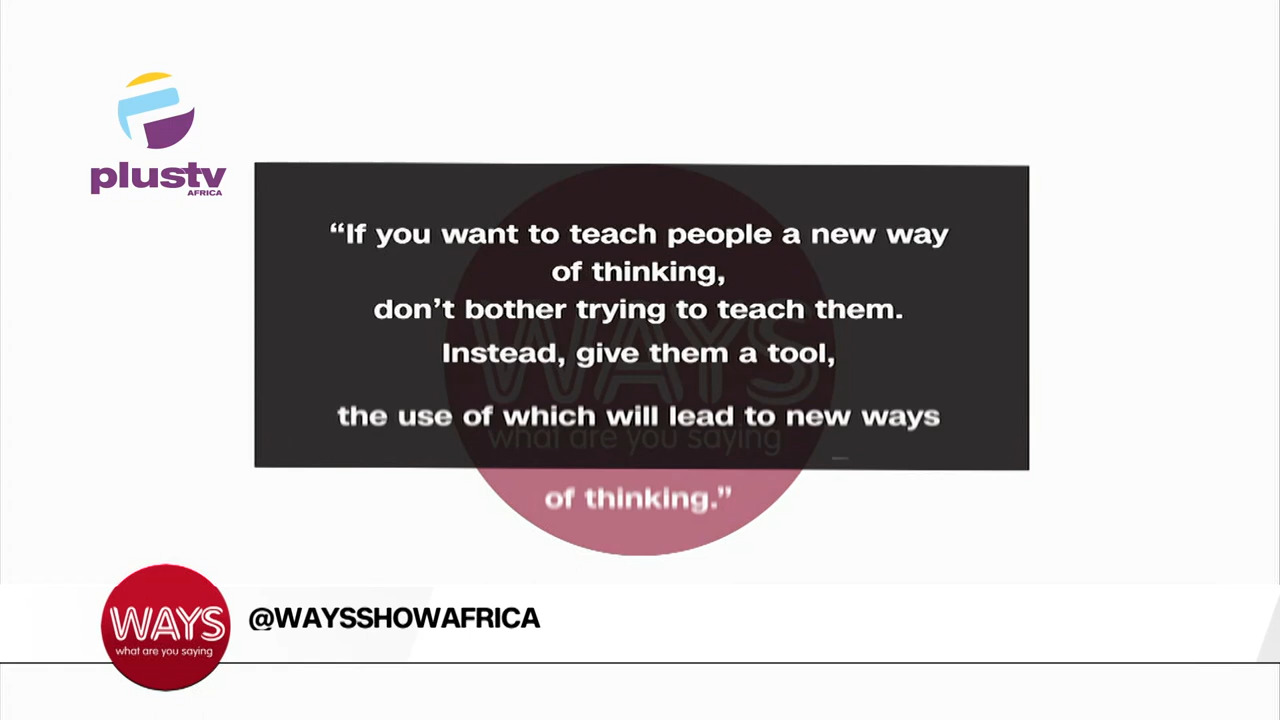 plustv
AFRICA
“If you want to teach people a new way
of thinking,
don’t bother trying to teach them.
Instead, give them a tool,
the use of which will lead to new ways
of thinking.”
WAYS
what are you saying
WAYS
what are you saying
@WAYSSHOWAFRICA